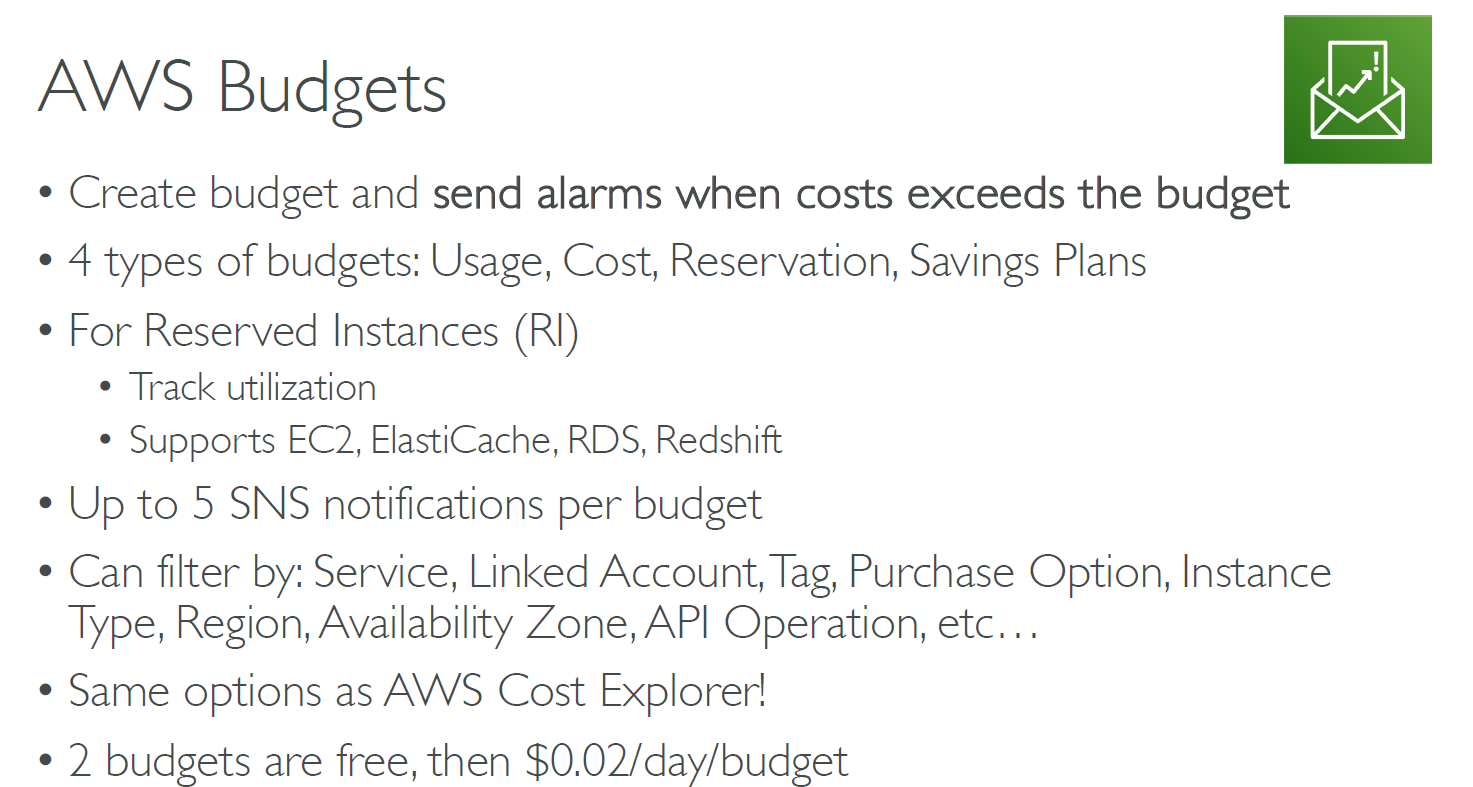 AWS Budgets
• Create budget and send alarms when costs exceeds the budget
• 4 types of budgets: Usage, Cost, Reservation, Savings Plans
• For Reserved Instances (RI)
• Track utilization
• Supports EC2, ElastiCache, RDS, Redshift
• Up to 5 SNS notifications per budget
• Can filter by: Service, Linked Account, Tag, Purchase Option, Instance
Type, Region, Availability Zone, API Operation, etc…
• Same options as AWS Cost Explorer!
• 2 budgets are free, then $0.02/day/budget